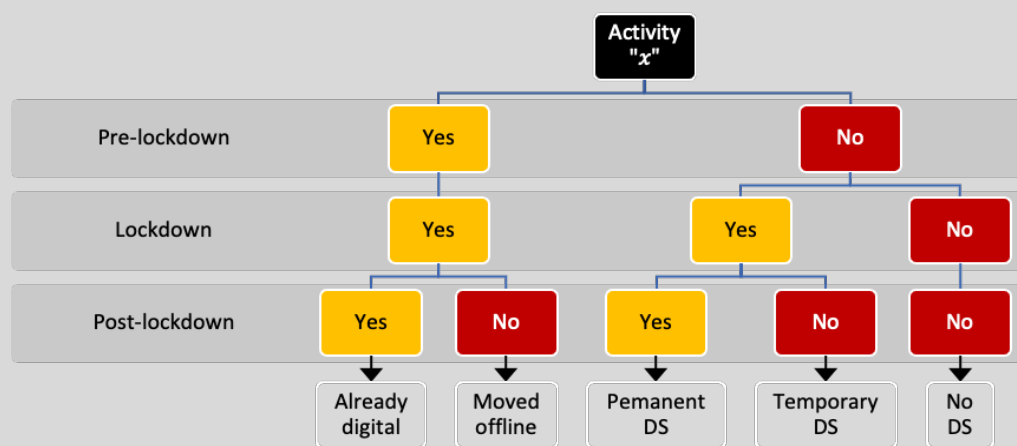 Activity
"x"
Pre-lockdown
Yes
No
Lockdown
Yes
Yes
No
Post-lockdown
Yes
No
Yes
No
No
Already
digital
Moved
offline
Pemanent
DS
Temporary
DS
No
DS